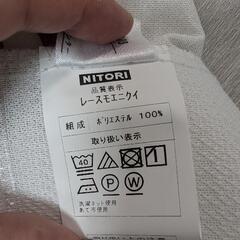 NITORI
品質表示
レースモエニクイ
組成 ポリエステル 100%
取り扱い表示
40
P W
洗濯ネット使用
あて布使用